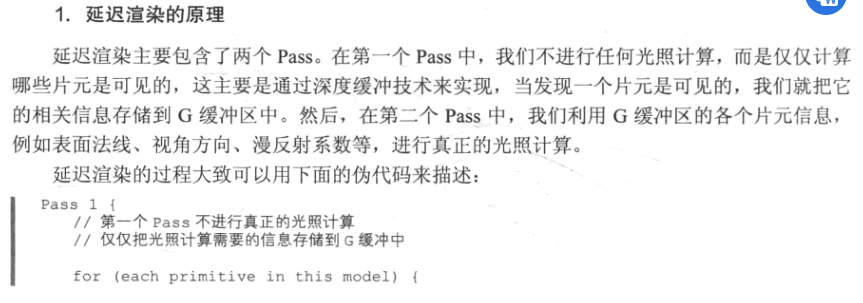 1. 延迟渲染的原理
延迟渲染主要包含了两个 Pass。在第一个 Pass 中，我们不进行任何光照计算，而是仅仅计算
哪些片元是可见的，这主要是通过深度缓冲技术来实现，当发现一个片元是可见的，我们就把它
的相关信息存储到 G 缓冲区中。然后，在第二个 Pass 中，我们利用 G 缓冲区的各个片元信息，
例如表面法线、视角方向、漫反射系数等，进行真正的光照计算。
延迟渲染的过程大致可以用下面的伪代码来描述：
Pass 1 {
// 第一个 Pass 不进行真正的光照计算
// 仅仅把光照计算需要的信息存储到 G 缓冲中
for (each primitive in this model) {